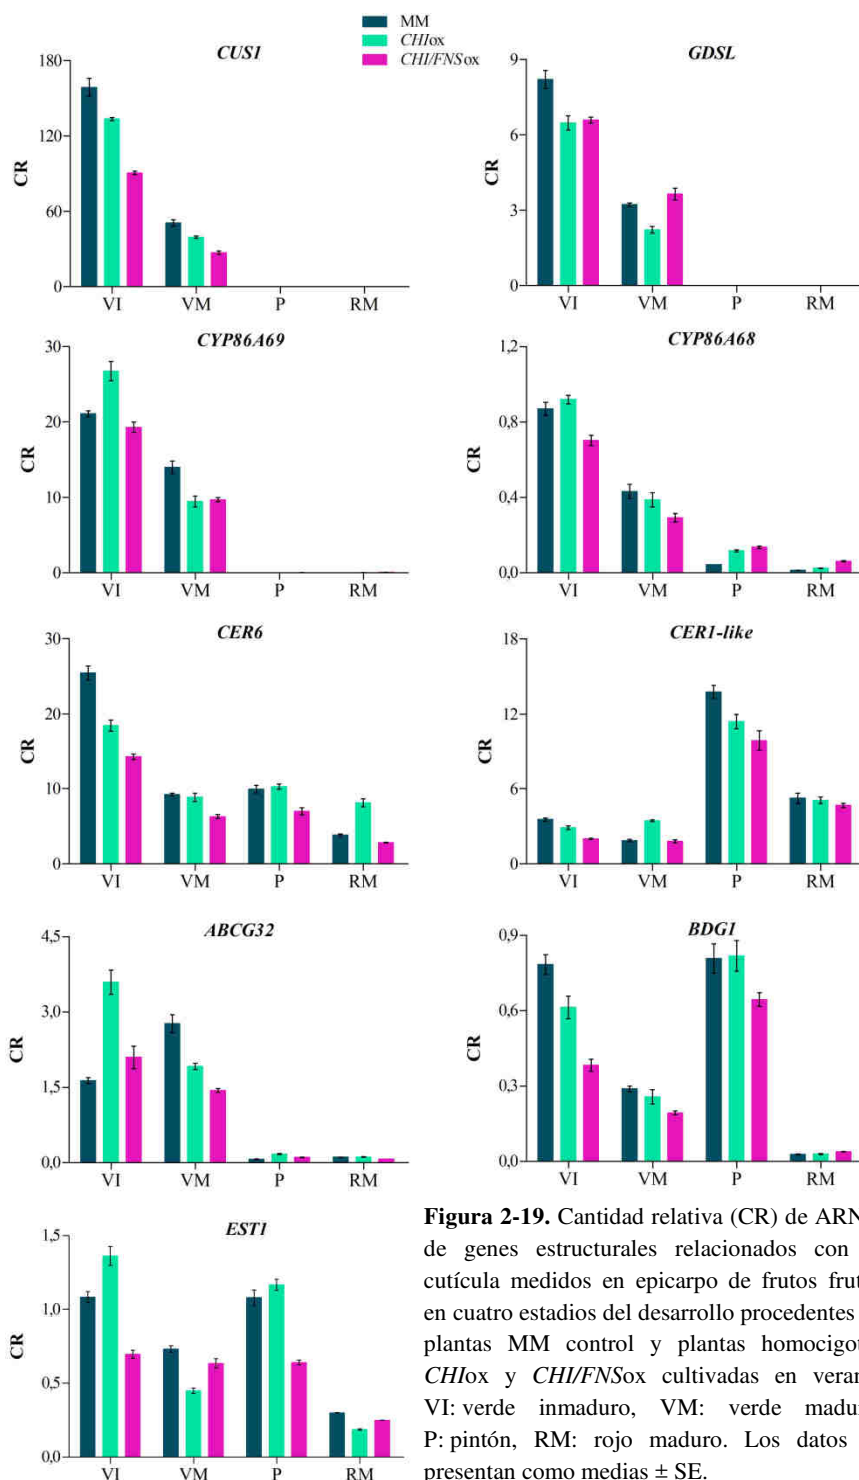 MM
CHIox
CHI/FNSox
CUS1
180
120
60
0
CR
VI VM P RM
GDSL
9
6
3
0
CR
VI VM P RM
CYP86A69
30
20
10
0
CR
VI VM P RM
CYP86A68
1,2
0,8
0,4
0,0
CR
VI VM P RM
CER6
30
20
10
0
CR
VI VM P RM
CER1-like
18
12
6
0
CR
VI VM P RM
ABCG32
4,5
3,0
1,5
0,0
CR
VI VM P RM
BDG1
0,9
0,6
0,3
0,0
CR
VI VM P RM
EST1
1,5
1,0
0,5
0,0
CR
VI VM P RM
Figura 2-19. Cantidad relativa (CR) de ARN
de genes estructurales relacionados con
cutícula medidos en epicarpo de frutos
en cuatro estadios del desarrollo procedentes
plantas MM control y plantas
CHIox y CHI/FNSox cultivadas en
VI: verde inmaduro, VM: verde
P: pintón, RM: rojo maduro. Los datos
presentan como medias ± SE.